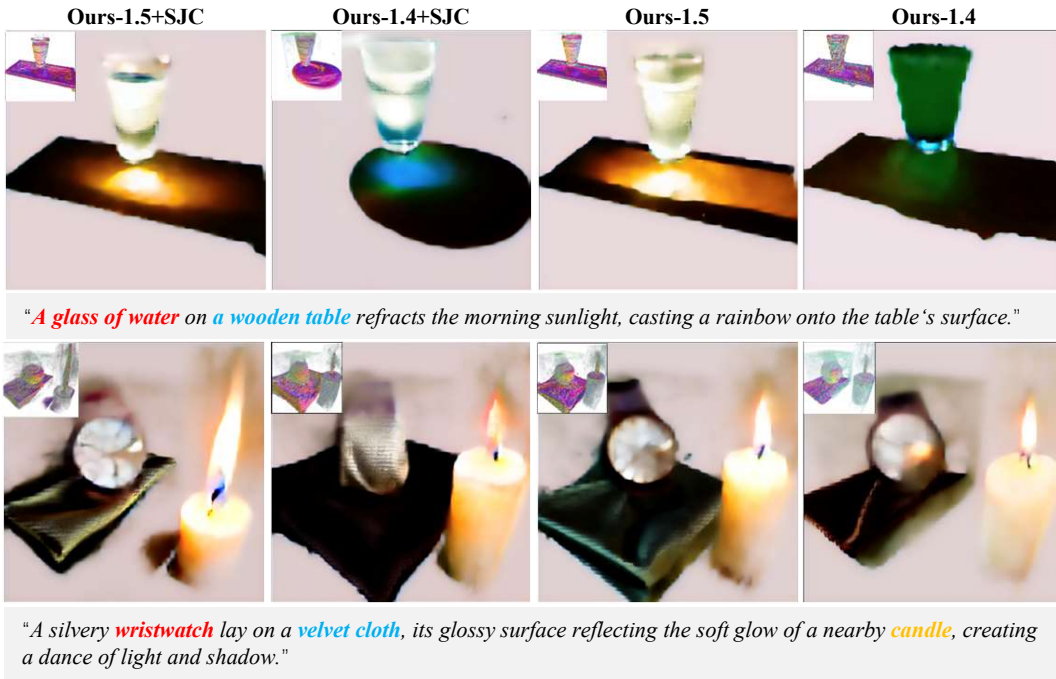 Ours-1.5+SJC Ours-1.4+SJC Ours-1.5 Ours-1.4
“A glass of water on a wooden table refracts the morning sunlight, casting a rainbow onto the table‘s surface.”
“A silvery wristwatch lay on a velvet cloth, its glossy surface reflecting the soft glow of a nearby candle, creating
a dance of light and shadow.”